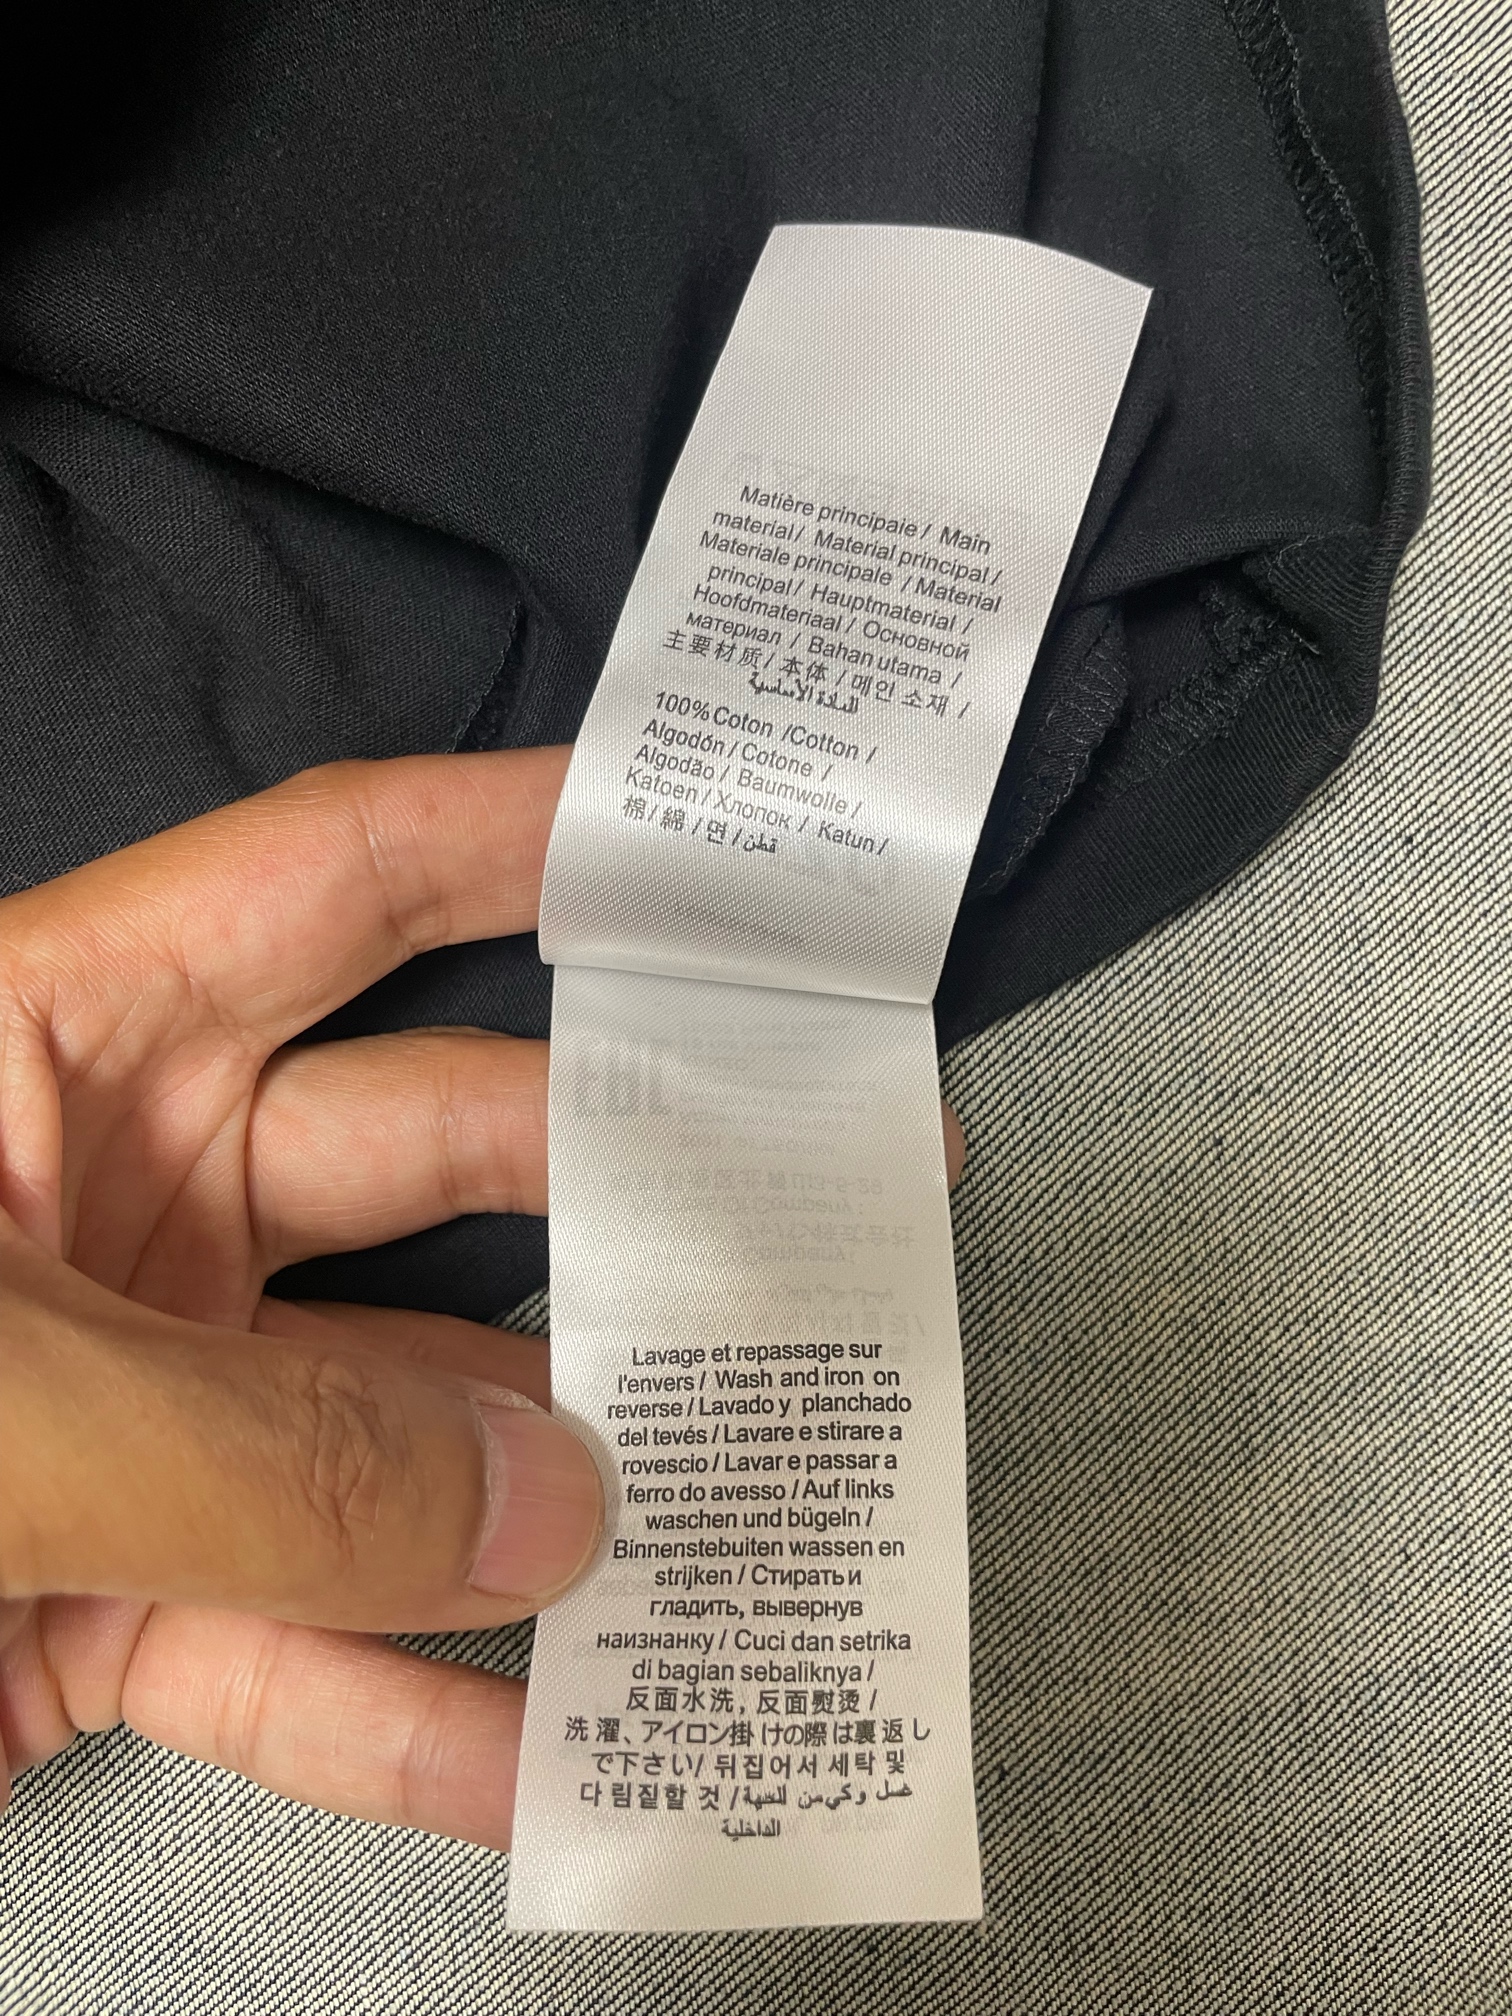 Matière principaie / Main
material / Material principal /
Materiale principale / Material
principal / Hauptmaterial /
Hoofdmateriaal / Основной
материал / Bahan utama /
主要材质 / 本体 / 메인 소재 /
المادة الأساسية
100% Coton / Cotton /
Algodón / Cotone /
Algodão / Baumwolle /
Katoen / Хлопок / Katun /
棉 / 綿 / 면 / قطن
Lavage et repassage sur
l'envers / Wash and iron on
reverse / Lavado y planchado
del tevés / Lavare e stirare a
rovescio / Lavar e passar a
ferro do avesso / Auf links
waschen und bügeln /
Binnenstebuiten wassen en
strijken / Стирать и
гладить, вывернув
наизнанку / Cuci dan setrika
di bagian sebaliknya /
反面水洗, 反面熨烫 /
洗濯、アイロン掛けの際は裏返し
で下さい / 뒤집어서 세탁 및
다림질할 것 / غسل وكي من الجهة
الداخلية